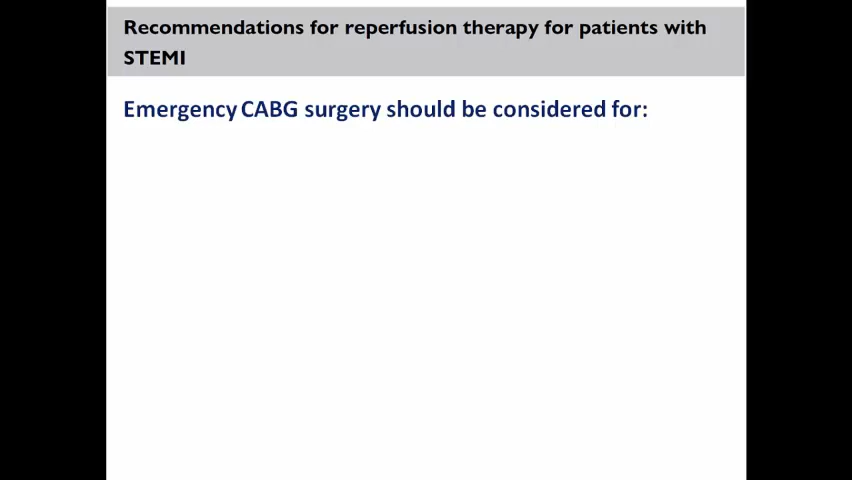 Recommendations for reperfusion therapy for patients with
STEMI
Emergency CABG surgery should be considered for: